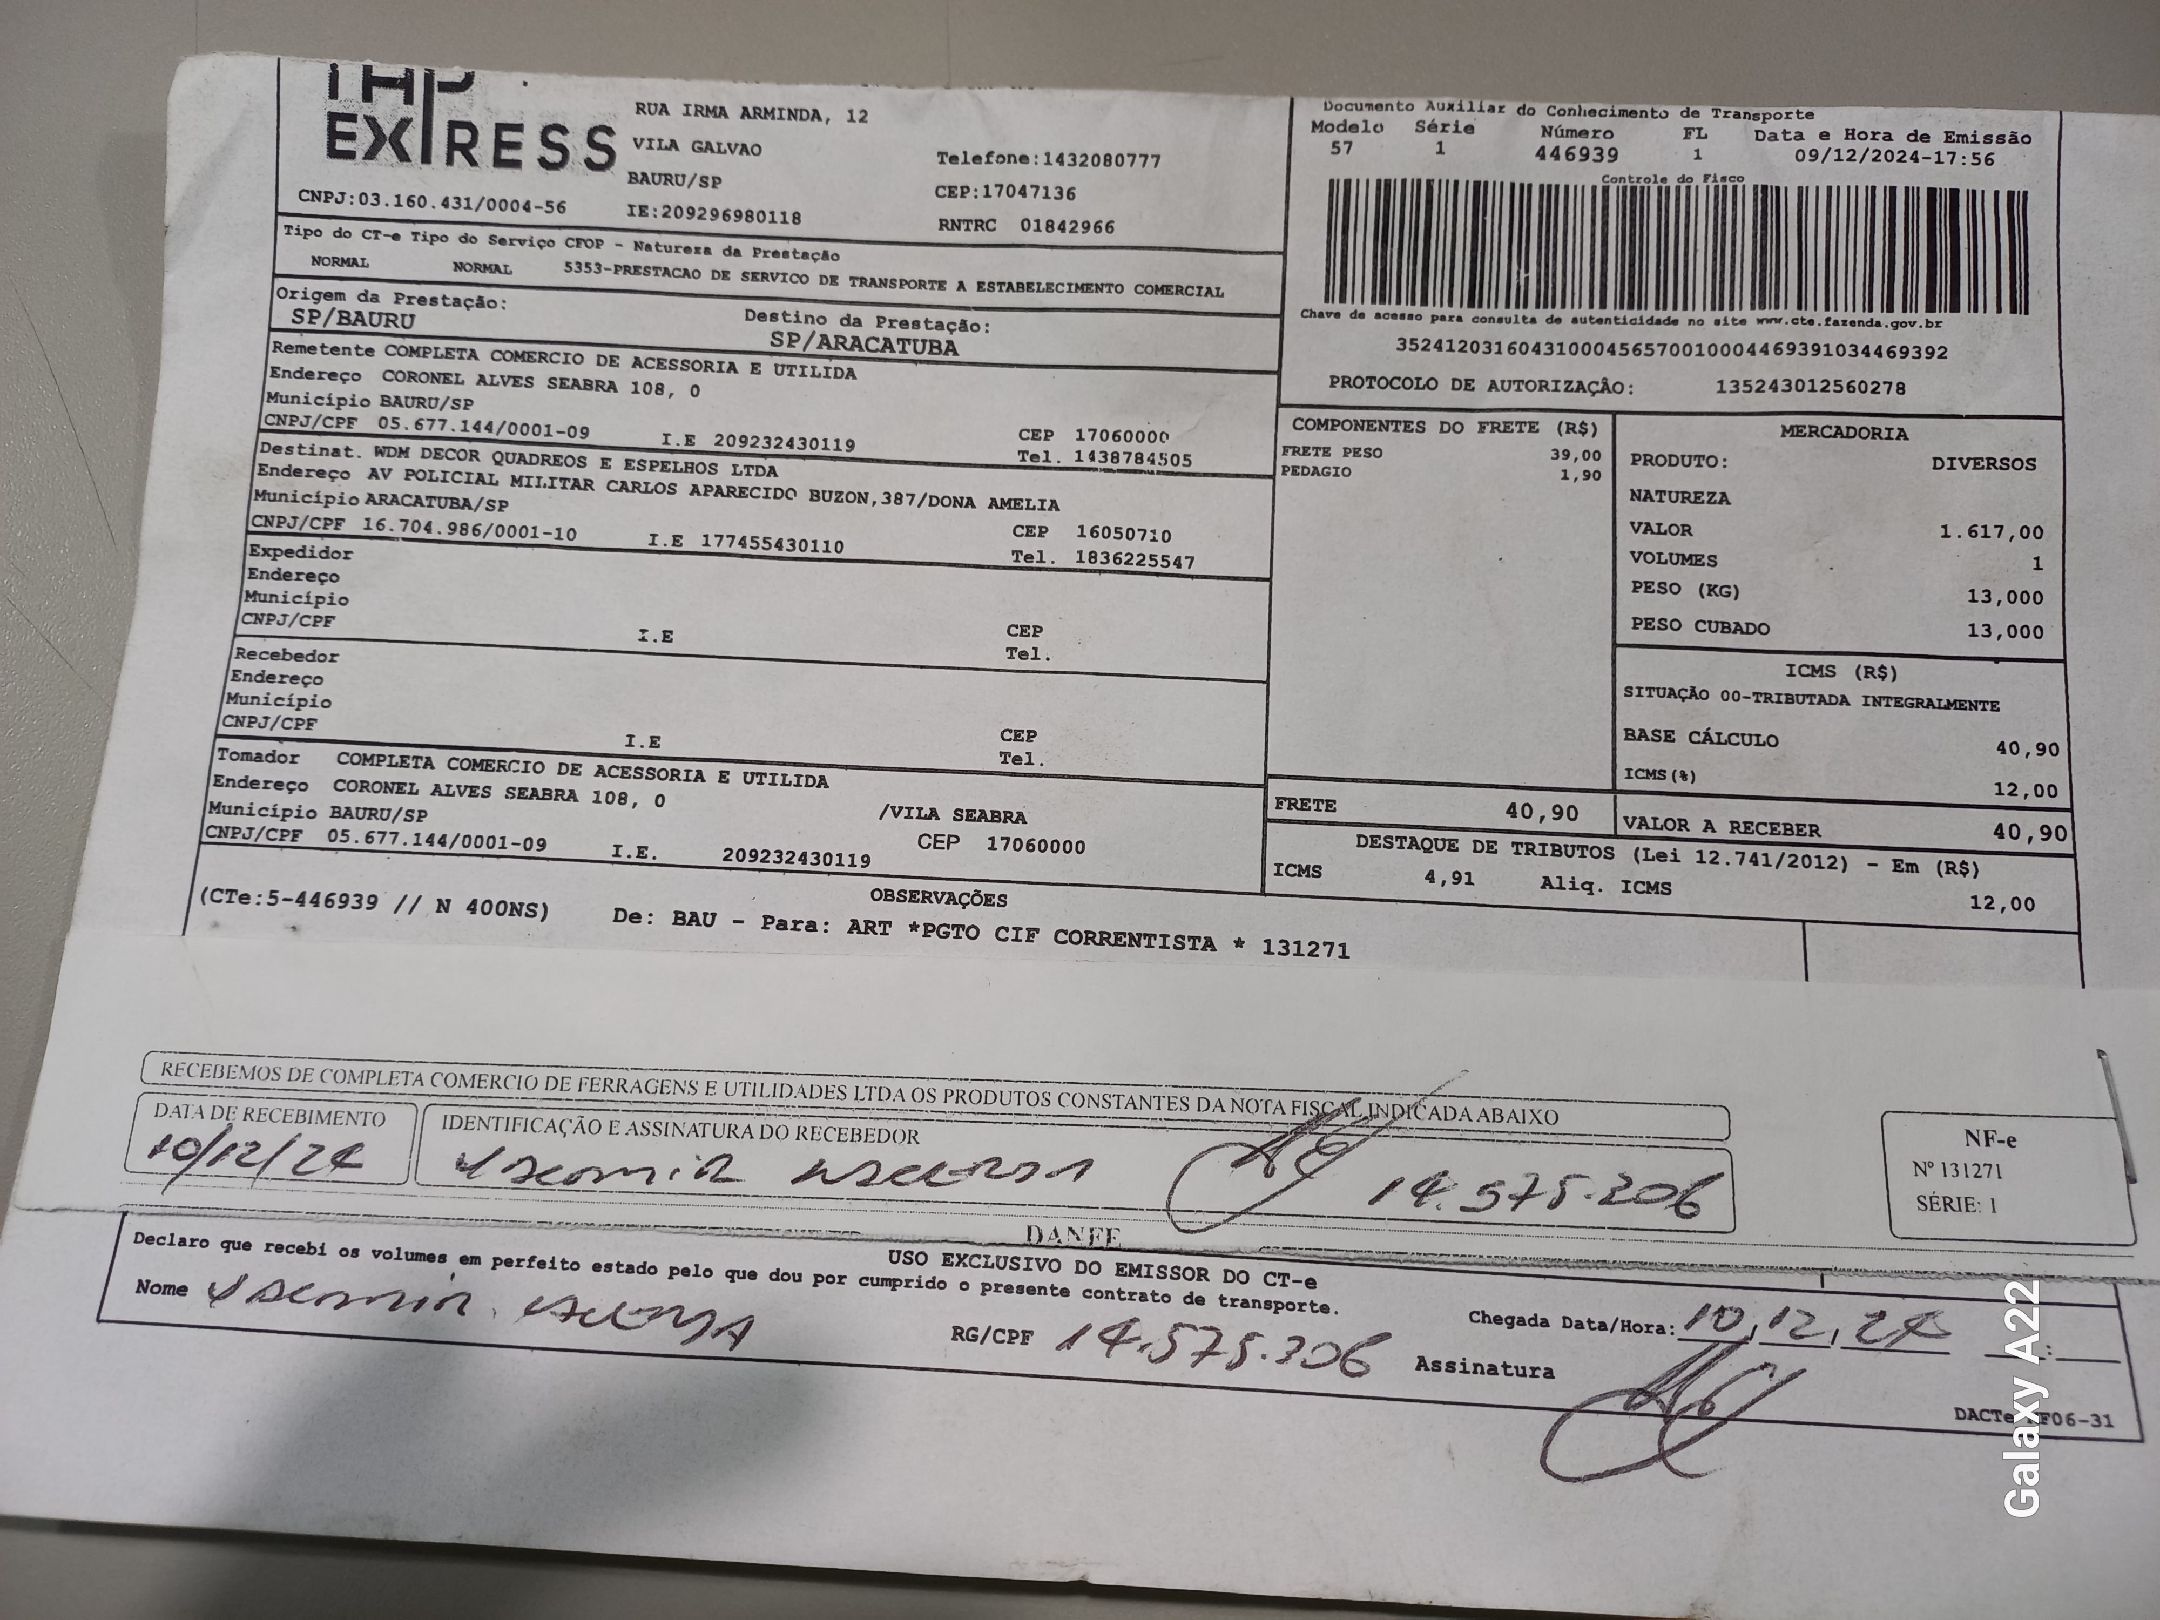 EXPRESS
RUA IRMA ARMINDA, 12
VILA GALVAO
BAURU/SP
Telefone:1432080777
CEP:17047136
CNPJ:03.160.431/0004-56 IE:209296980118 RNTRC 01842966
Documento Auxiliar do Conhecimento de Transporte
Modelo Série Número FL Data e Hora de Emissão
57 1 446939 1 09/12/2024-17:56
Controle do Fisco
Chave de acesso para consulta de autenticidade no site www.cte.fazenda.gov.br
35241203160431000456570010004469391034469392
PROTOCOLO DE AUTORIZAÇÃO: 135243012560278
Tipo do CT-e Tipo do Serviço CFOP - Natureza da Prestação
NORMAL NORMAL 5353-PRESTACAO DE SERVICO DE TRANSPORTE A ESTABELECIMENTO COMERCIAL
Origem da Prestação: Destino da Prestação:
SP/BAURU SP/ARACATUBA
Remetente COMPLETA COMERCIO DE ACESSORIA E UTILIDA
Endereço CORONEL ALVES SEABRA 108, 0
Município BAURU/SP CEP 17060000
CNPJ/CPF 05.677.144/0001-09 I.E 209232430119 Tel. 1438784505
Destinat. WDM DECOR QUADREOS E ESPELHOS LTDA
Endereço AV POLICIAL MILITAR CARLOS APARECIDO BUZON,387/DONA AMELIA
Município ARACATUBA/SP CEP 16050710
CNPJ/CPF 16.704.986/0001-10 I.E 177455430110 Tel. 1836225547
Expedidor
Endereço
Município CEP
CNPJ/CPF I.E Tel.
Recebedor
Endereço
Município CEP
CNPJ/CPF I.E Tel.
Tomador COMPLETA COMERCIO DE ACESSORIA E UTILIDA
Endereço CORONEL ALVES SEABRA 108, 0 /VILA SEABRA
Município BAURU/SP CEP 17060000
CNPJ/CPF 05.677.144/0001-09 I.E. 209232430119
COMPONENTES DO FRETE (R$)
FRETE PESO 39,00
PEDAGIO 1,90
MERCADORIA
PRODUTO: DIVERSOS
NATUREZA
VALOR 1.617,00
VOLUMES 1
PESO (KG) 13,000
PESO CUBADO 13,000
ICMS (R$)
SITUAÇÃO 00-TRIBUTADA INTEGRALMENTE
BASE CÁLCULO 40,90
ICMS(%) 12,00
FRETE 40,90 VALOR A RECEBER 40,90
DESTAQUE DE TRIBUTOS (Lei 12.741/2012) - Em (R$)
ICMS 4,91 Aliq. ICMS 12,00
OBSERVAÇÕES
(CTe:5-446939 // N 400NS) De: BAU - Para: ART *PGTO CIF CORRENTISTA * 131271
RECEBEMOS DE COMPLETA COMERCIO DE FERRAGENS E UTILIDADES LTDA OS PRODUTOS CONSTANTES DA NOTA FISCAL INDICADA ABAIXO
DATA DE RECEBIMENTO IDENTIFICAÇÃO E ASSINATURA DO RECEBEDOR
10/12/24 14.575.306
NF-e
Nº 131271
SÉRIE: 1
DANFE
USO EXCLUSIVO DO EMISSOR DO CT-e
Declaro que recebi os volumes em perfeito estado pelo que dou por cumprido o presente contrato de transporte.
Nome RG/CPF 14.575.306
Chegada Data/Hora: 10,12,24 :
Assinatura
Galaxy A22